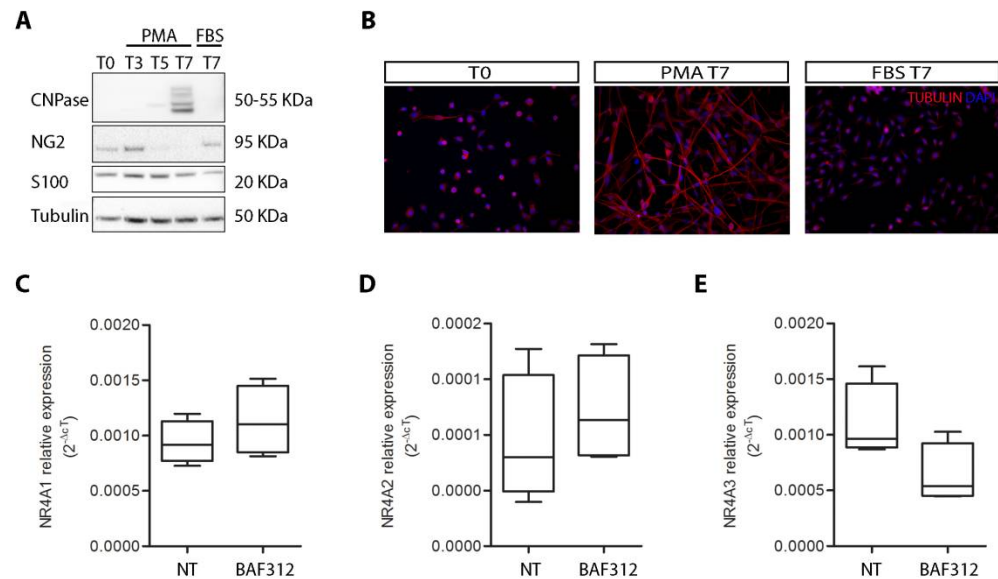 A
PMA FBS
T0 T3 T5 T7 T7
CNPase 50-55 KDa
NG2 95 KDa
S100 20 KDa
Tubulin 50 KDa
B
T0 PMA T7 FBS T7
TUBULIN DAPI
C
NR4A1 relative expression
(2^-ΔcT)
0.0020
0.0015
0.0010
0.0005
0.0000
NT BAF312
D
NR4A2 relative expression
(2^-ΔcT)
0.0002
0.0001
0.0001
0.0000
0.0000
NT BAF312
E
NR4A3 relative expression
(2^-ΔcT)
0.0020
0.0015
0.0010
0.0005
0.0000
NT BAF312